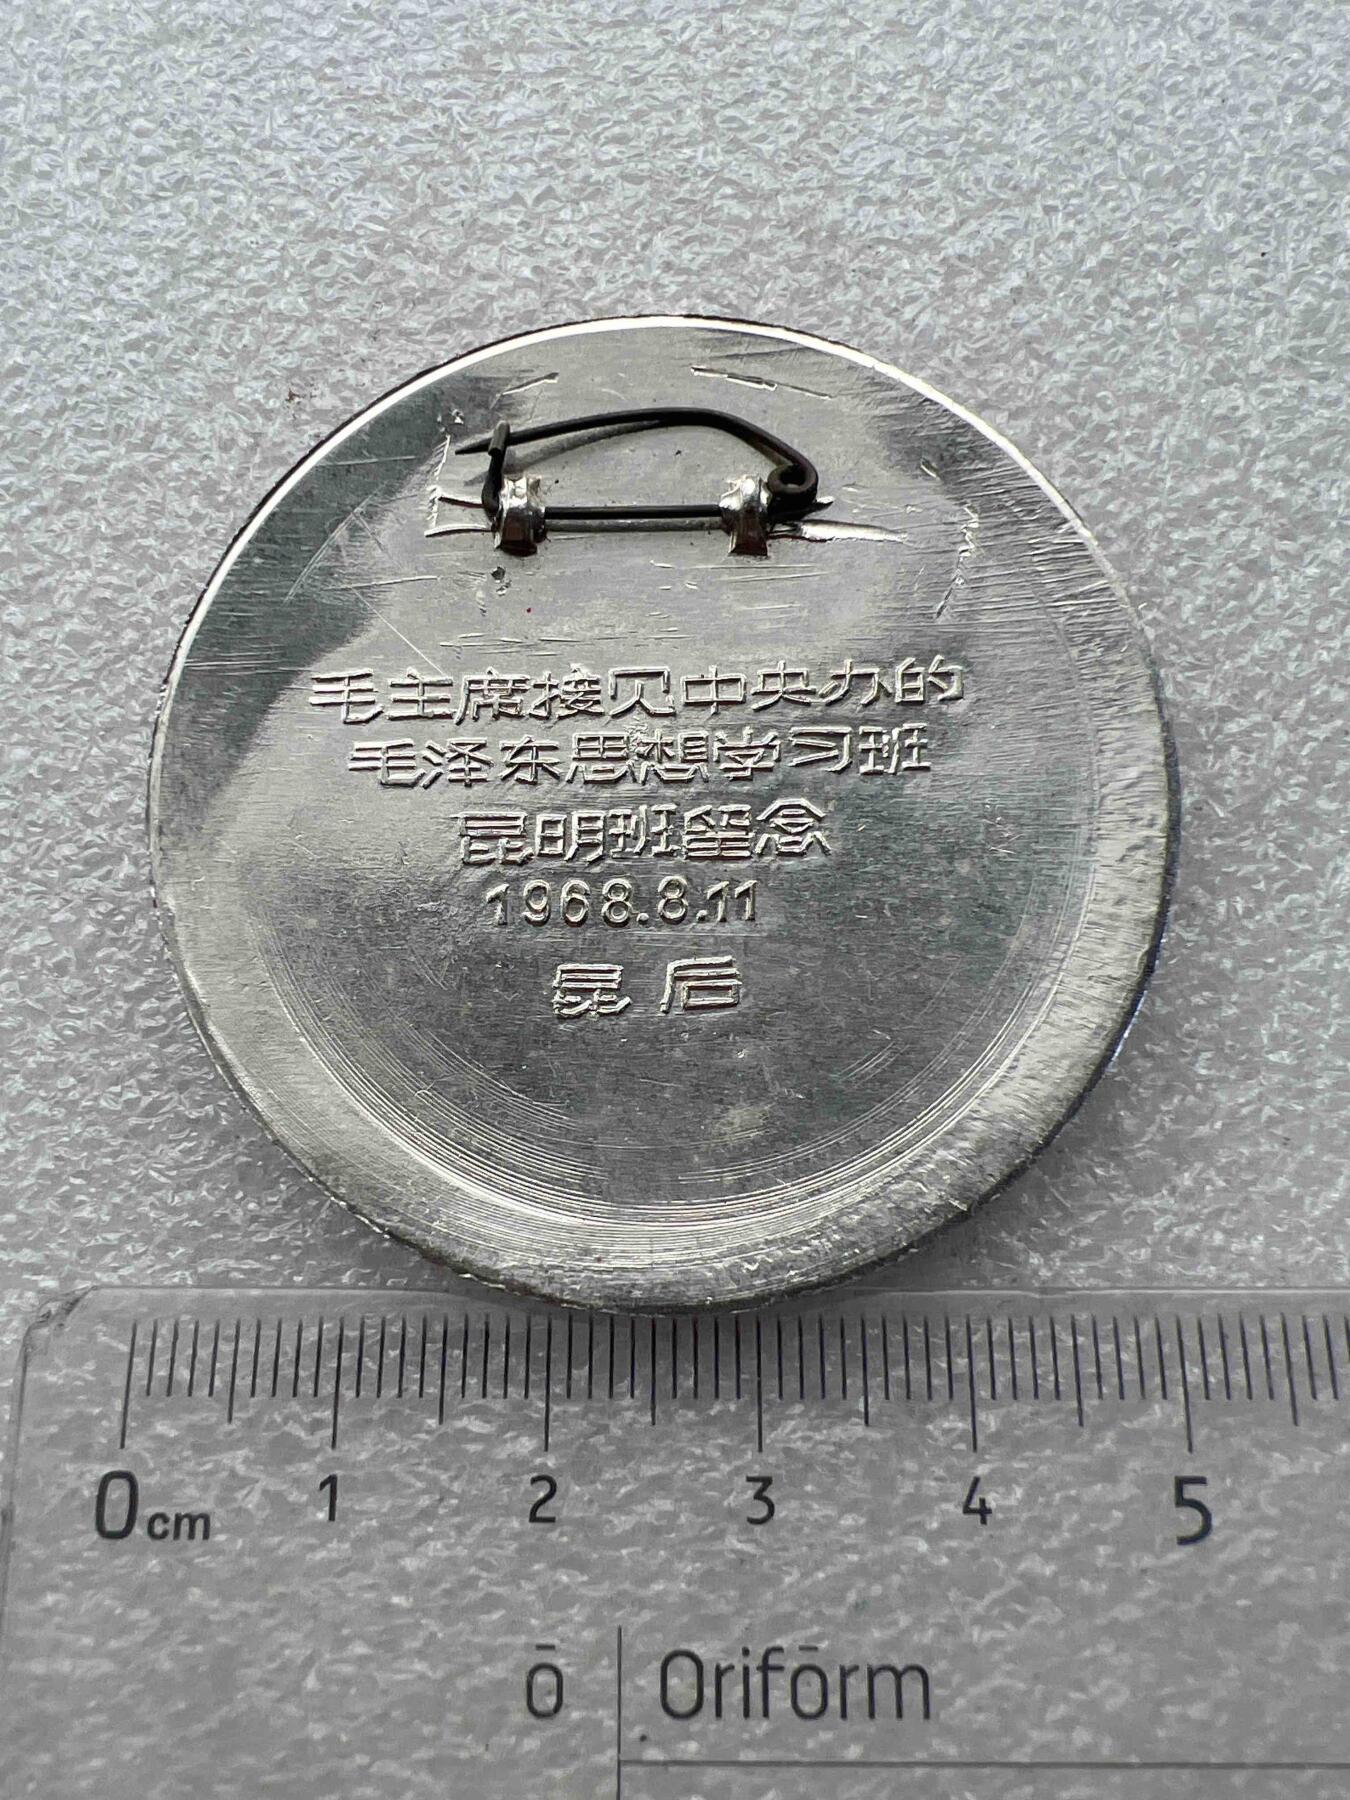 毛主席接见中央办的
毛泽东思想学习班
昆明班留念
1968.8.11
昆后
0cm 1 2 3 4 5
ō Orifōrm